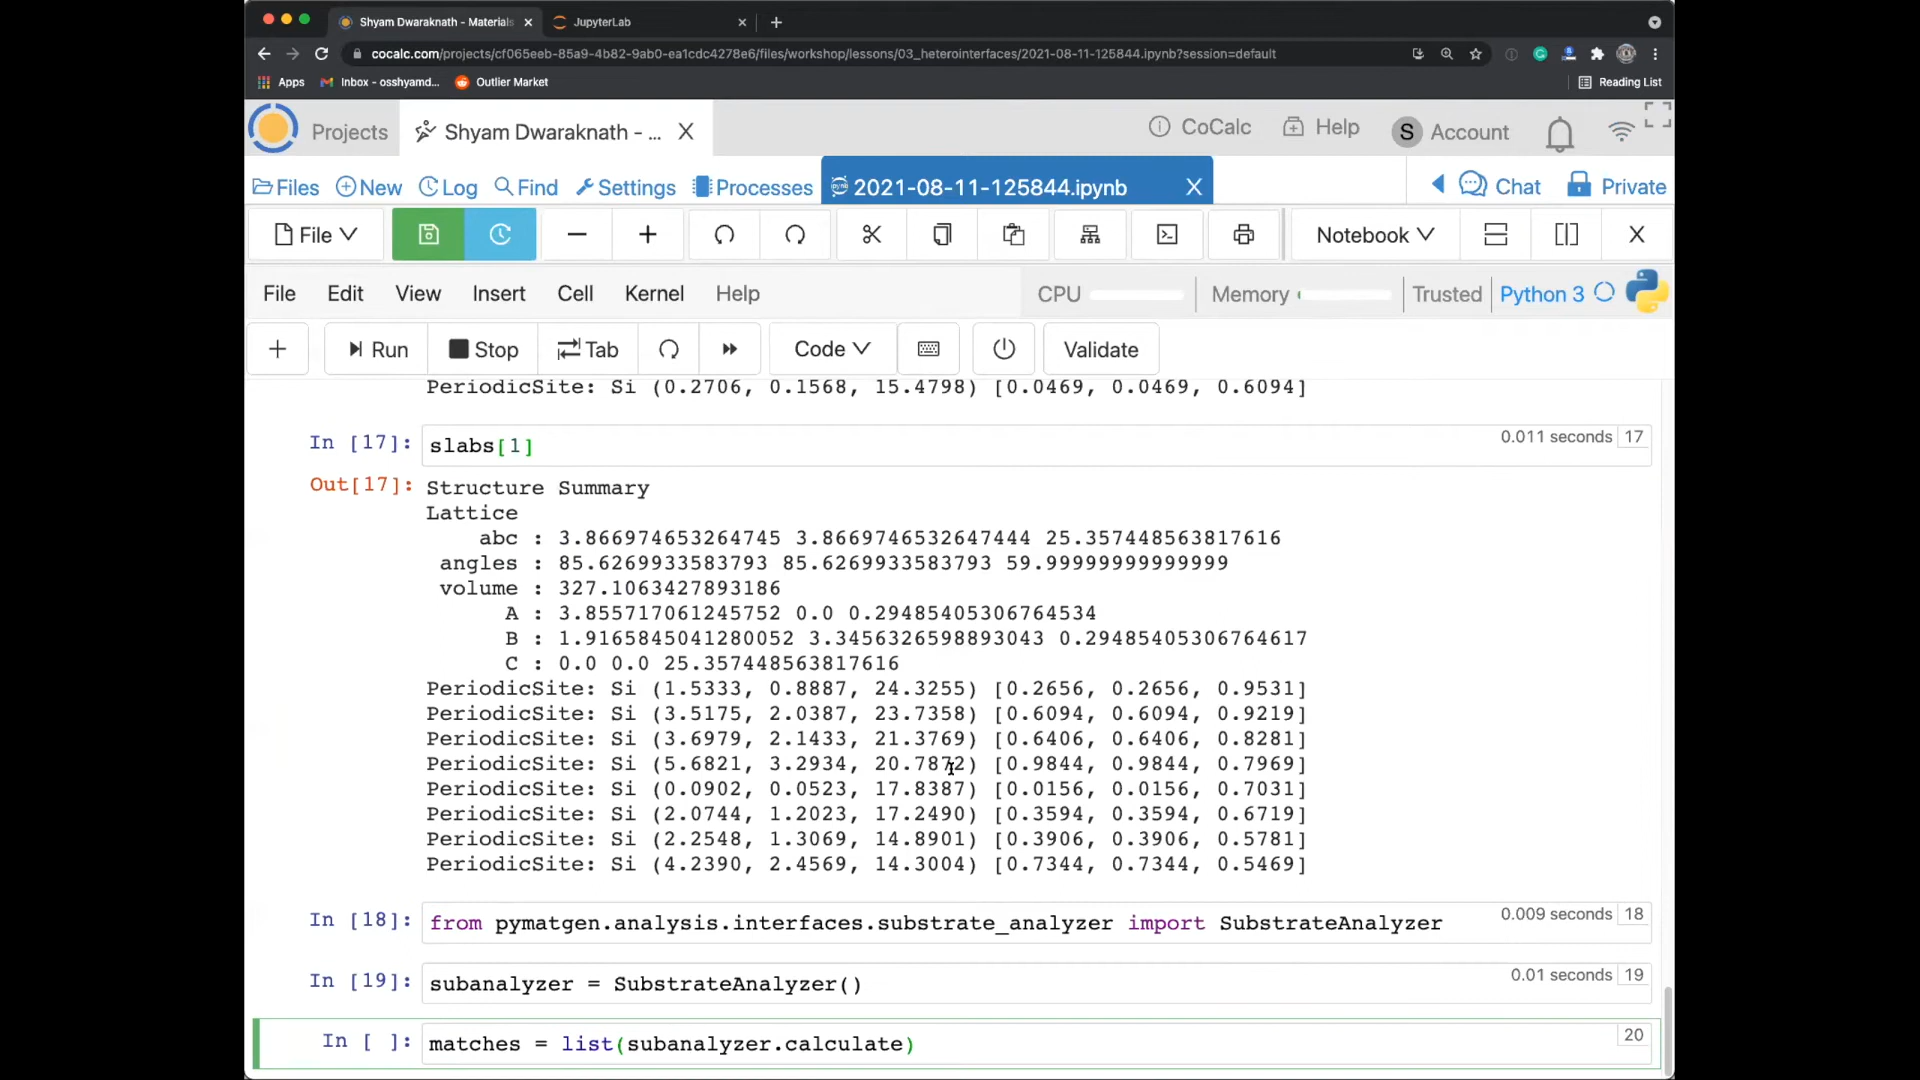 Shyam Dwaraknath - Materials
JupyterLab
cocalc.com/projects/cf065eeb-85a9-4b82-9ab0-ea1cdc4278e6/files/workshop/lessons/03_heterointerfaces/2021-08-11-125844.ipynb?session=default
Apps Inbox - osshyamd... Outlier Market Reading List
Projects Shyam Dwaraknath - ... X CoCalc Help S Account
Files New Log Find Settings Processes 2021-08-11-125844.ipynb X Chat Private
File Notebook X
File Edit View Insert Cell Kernel Help CPU Memory Trusted Python 3
+ Run Stop Tab Code Validate
PeriodicSite: Si (0.2706, 0.1568, 15.4798) [0.0469, 0.0469, 0.6094]
In [17]: slabs[1] 0.011 seconds 17
Out[17]: Structure Summary
Lattice
abc : 3.866974653264745 3.8669746532647444 25.357448563817616
angles : 85.6269933583793 85.6269933583793 59.99999999999999
volume : 327.1063427893186
A : 3.855717061245752 0.0 0.29485405306764534
B : 1.9165845041280052 3.3456326598893043 0.29485405306764617
C : 0.0 0.0 25.357448563817616
PeriodicSite: Si (1.5333, 0.8887, 24.3255) [0.2656, 0.2656, 0.9531]
PeriodicSite: Si (3.5175, 2.0387, 23.7358) [0.6094, 0.6094, 0.9219]
PeriodicSite: Si (3.6979, 2.1433, 21.3769) [0.6406, 0.6406, 0.8281]
PeriodicSite: Si (5.6821, 3.2934, 20.7872) [0.9844, 0.9844, 0.7969]
PeriodicSite: Si (0.0902, 0.0523, 17.8387) [0.0156, 0.0156, 0.7031]
PeriodicSite: Si (2.0744, 1.2023, 17.2490) [0.3594, 0.3594, 0.6719]
PeriodicSite: Si (2.2548, 1.3069, 14.8901) [0.3906, 0.3906, 0.5781]
PeriodicSite: Si (4.2390, 2.4569, 14.3004) [0.7344, 0.7344, 0.5469]
In [18]: from pymatgen.analysis.interfaces.substrate_analyzer import SubstrateAnalyzer 0.009 seconds 18
In [19]: subanalyzer = SubstrateAnalyzer() 0.01 seconds 19
In [ ]: matches = list(subanalyzer.calculate) 20